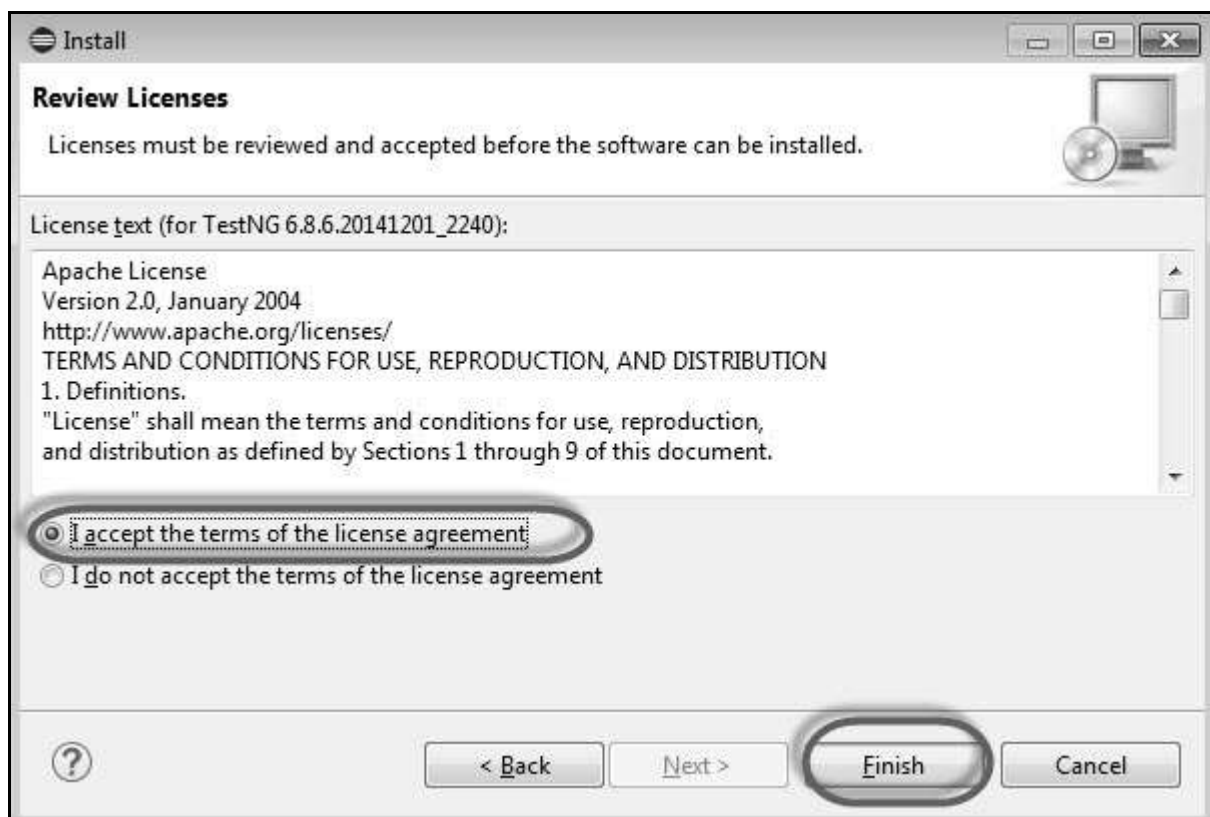 Install
Review Licenses
Licenses must be reviewed and accepted before the software can be installed.
License text (for TestNG 6.8.6.20141201_2240):
Apache License
Version 2.0, January 2004
http://www.apache.org/licenses/
TERMS AND CONDITIONS FOR USE, REPRODUCTION, AND DISTRIBUTION
1. Definitions.
"License" shall mean the terms and conditions for use, reproduction,
and distribution as defined by Sections 1 through 9 of this document.
I accept the terms of the license agreement
I do not accept the terms of the license agreement
? < Back Next > Finish Cancel